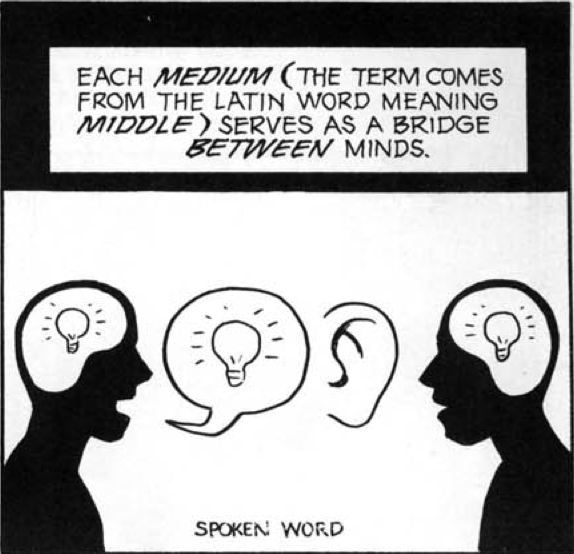 EACH MEDIUM (THE TERM COMES
FROM THE LATIN WORD MEANING
MIDDLE) SERVES AS A BRIDGE
BETWEEN MINDS.
SPOKEN WORD